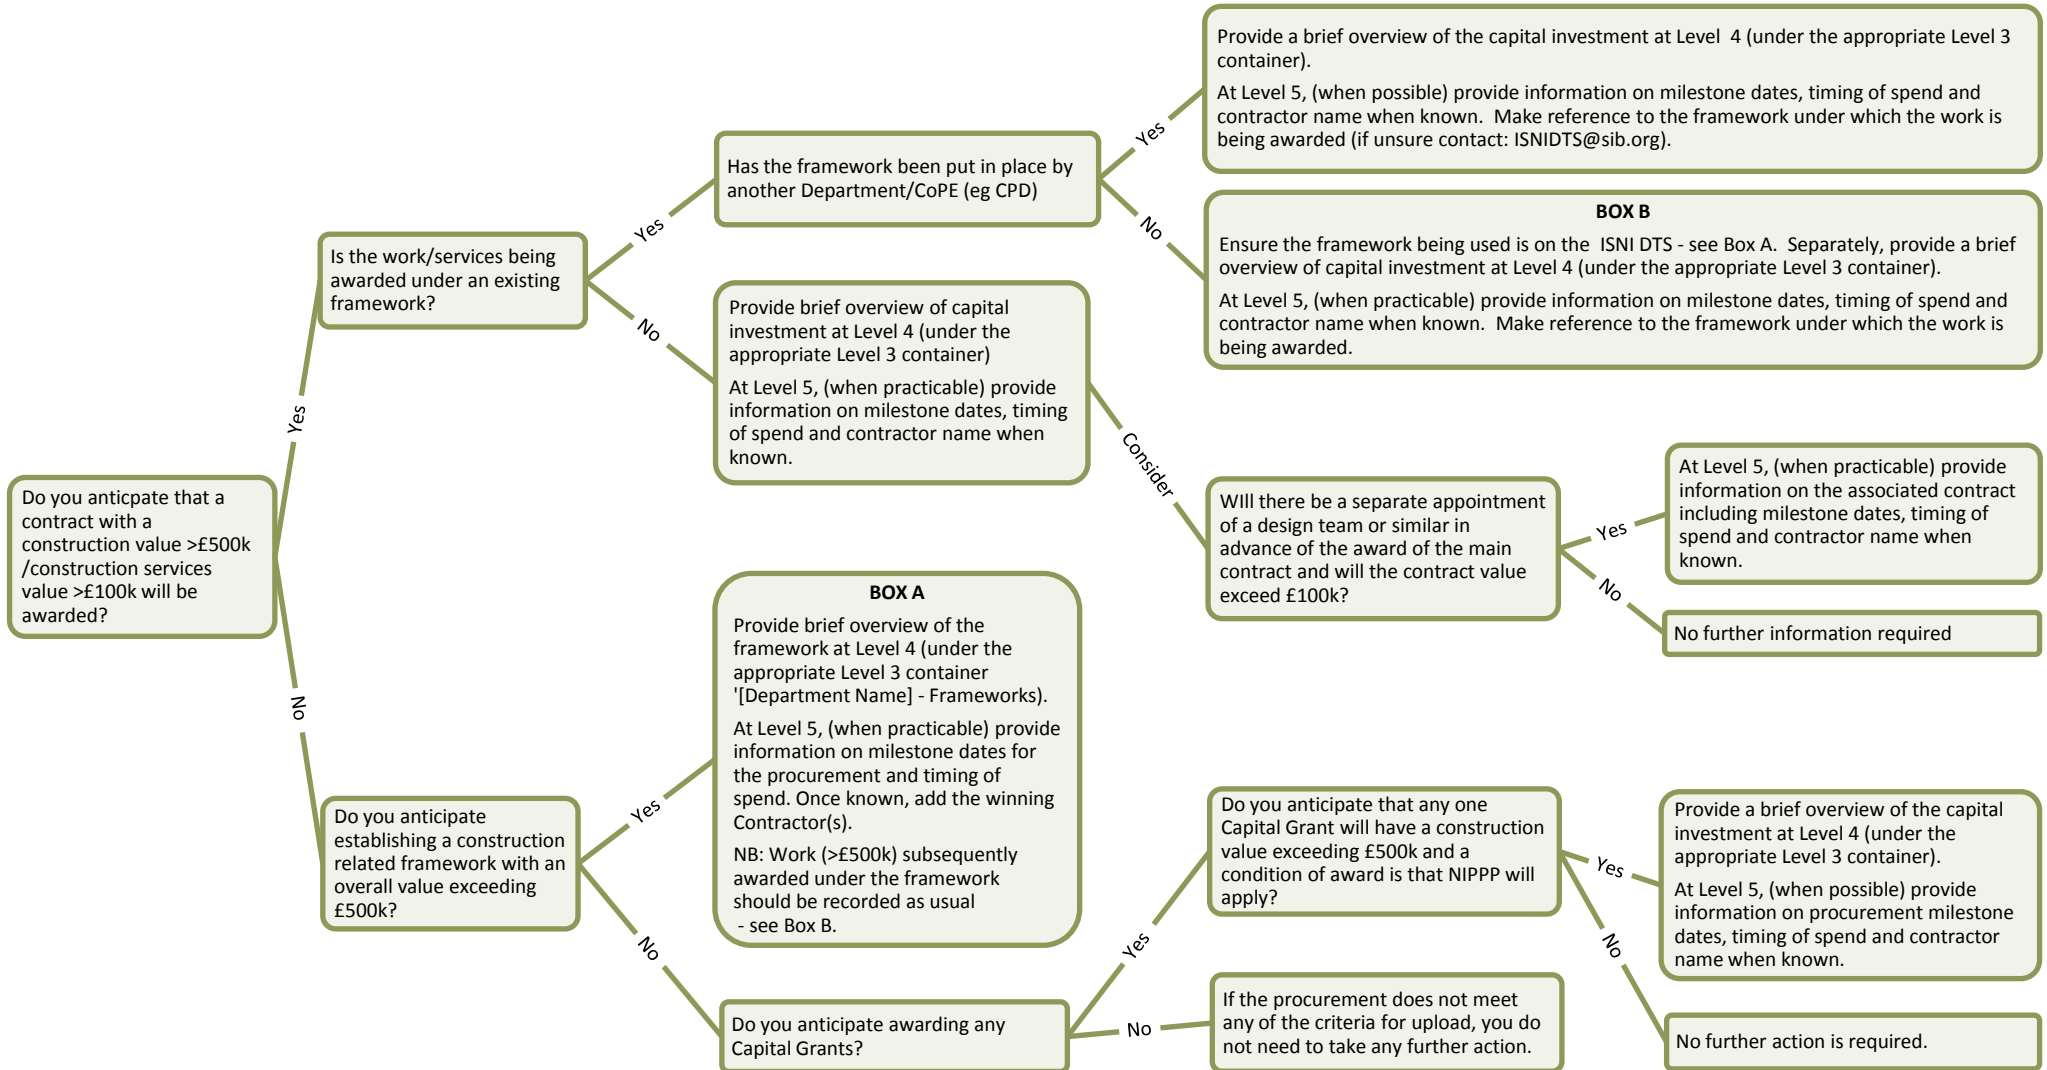 Do you anticpate that a
contract with a
construction value >£500k
/construction services
value >£100k will be
awarded?
Yes
No
Is the work/services being
awarded under an existing
framework?
Yes
No
Has the framework been put in place by
another Department/CoPE (eg CPD)
Yes
No
Provide a brief overview of the capital investment at Level 4 (under the appropriate Level 3
container).
At Level 5, (when possible) provide information on milestone dates, timing of spend and
contractor name when known. Make reference to the framework under which the work is
being awarded (if unsure contact: ISNIDTS@sib.org).
BOX B
Ensure the framework being used is on the ISNI DTS - see Box A. Separately, provide a brief
overview of capital investment at Level 4 (under the appropriate Level 3 container).
At Level 5, (when practicable) provide information on milestone dates, timing of spend and
contractor name when known. Make reference to the framework under which the work is
being awarded.
Provide brief overview of capital
investment at Level 4 (under the
appropriate Level 3 container)
At Level 5, (when practicable) provide
information on milestone dates, timing
of spend and contractor name when
known.
Consider
WIll there be a separate appointment
of a design team or similar in
advance of the award of the main
contract and will the contract value
exceed £100k?
Yes
No
At Level 5, (when practicable) provide
information on the associated contract
including milestone dates, timing of
spend and contractor name when
known.
No further information required
Do you anticipate
establishing a construction
related framework with an
overall value exceeding
£500k?
Yes
No
BOX A
Provide brief overview of the
framework at Level 4 (under the
appropriate Level 3 container
'[Department Name] - Frameworks).
At Level 5, (when practicable) provide
information on milestone dates for
the procurement and timing of
spend. Once known, add the winning
Contractor(s).
NB: Work (>£500k) subsequently
awarded under the framework
should be recorded as usual
- see Box B.
Do you anticipate awarding any
Capital Grants?
Yes
No
Do you anticipate that any one
Capital Grant will have a construction
value exceeding £500k and a
condition of award is that NIPPP will
apply?
Yes
No
Provide a brief overview of the capital
investment at Level 4 (under the
appropriate Level 3 container).
At Level 5, (when possible) provide
information on procurement milestone
dates, timing of spend and contractor
name when known.
No further action is required.
If the procurement does not meet
any of the criteria for upload, you do
not need to take any further action.